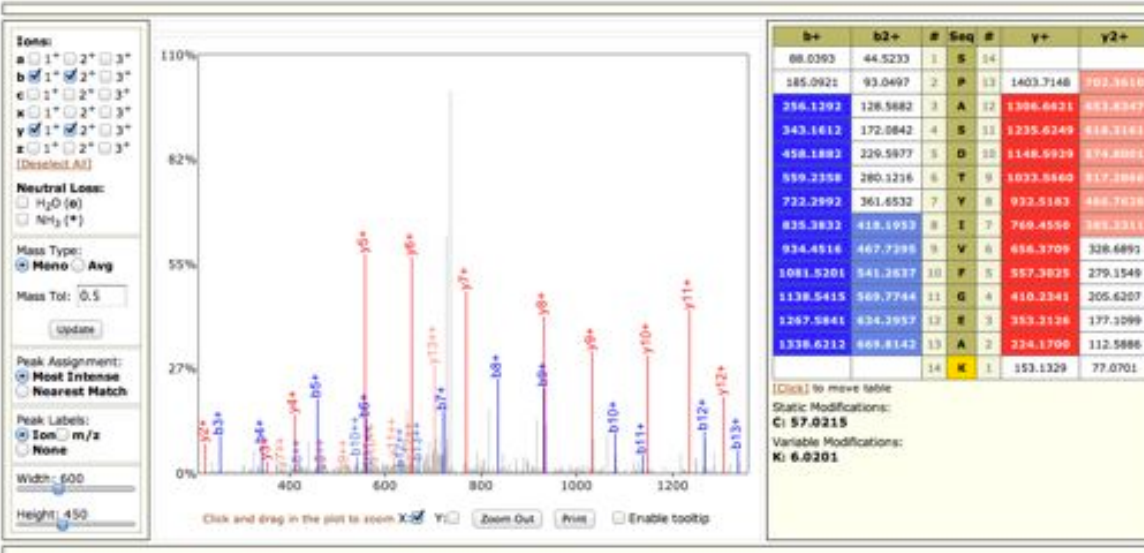 Ions:
a 1+ 2+ 3+
b 1+ 2+ 3+
c 1+ 2+ 3+
x 1+ 2+ 3+
y 1+ 2+ 3+
z 1+ 2+ 3+
[Deselect All]
Neutral Loss:
H2O (o)
NH3 (*)
Mass Type:
Mono Avg
Mass Tol: 0.5
Update
Peak Assignment:
Most Intense
Nearest Match
Peak Labels:
Ion m/z
None
Width: 600
Height: 450
110%
82%
55%
27%
0%
400 600 800 1000 1200
y2+ b3+ b4+ y3+ y4+ b5+ b10++ y5+ b6+ y6+ y13++ b7+ y7+ b8+ y8+ b9+ y9+ b10+ b11+ y10+ y11+ b12+ y12+ b13+
Click and drag in the plot to zoom X: Y: Zoom Out Print Enable tooltip
b+ b2+ # Seq # y+ y2+
88.0393 44.5233 1 S 14
185.0921 93.0497 2 P 13 1403.7148
256.1292 128.5682 3 A 12 1306.6621
343.1612 172.0842 4 S 11 1235.6249
458.1882 229.5977 5 D 10 1148.5929
559.2358 280.1216 6 T 9 1033.5660
722.2992 361.6532 7 Y 8 932.5183
835.3832 418.1953 8 I 7 769.4550
934.4516 467.7295 9 V 6 656.3709 328.6891
1081.5201 541.2637 10 F 5 557.3025 279.1549
1138.5415 569.7744 11 G 4 410.2341 205.6207
1267.5841 634.2957 12 E 3 353.2126 177.1099
1338.6212 669.8142 13 A 2 224.1700 112.5886
14 K 1 153.1329 77.0701
[Click] to move table
Static Modifications:
C: 57.0215
Variable Modifications:
K: 6.0201